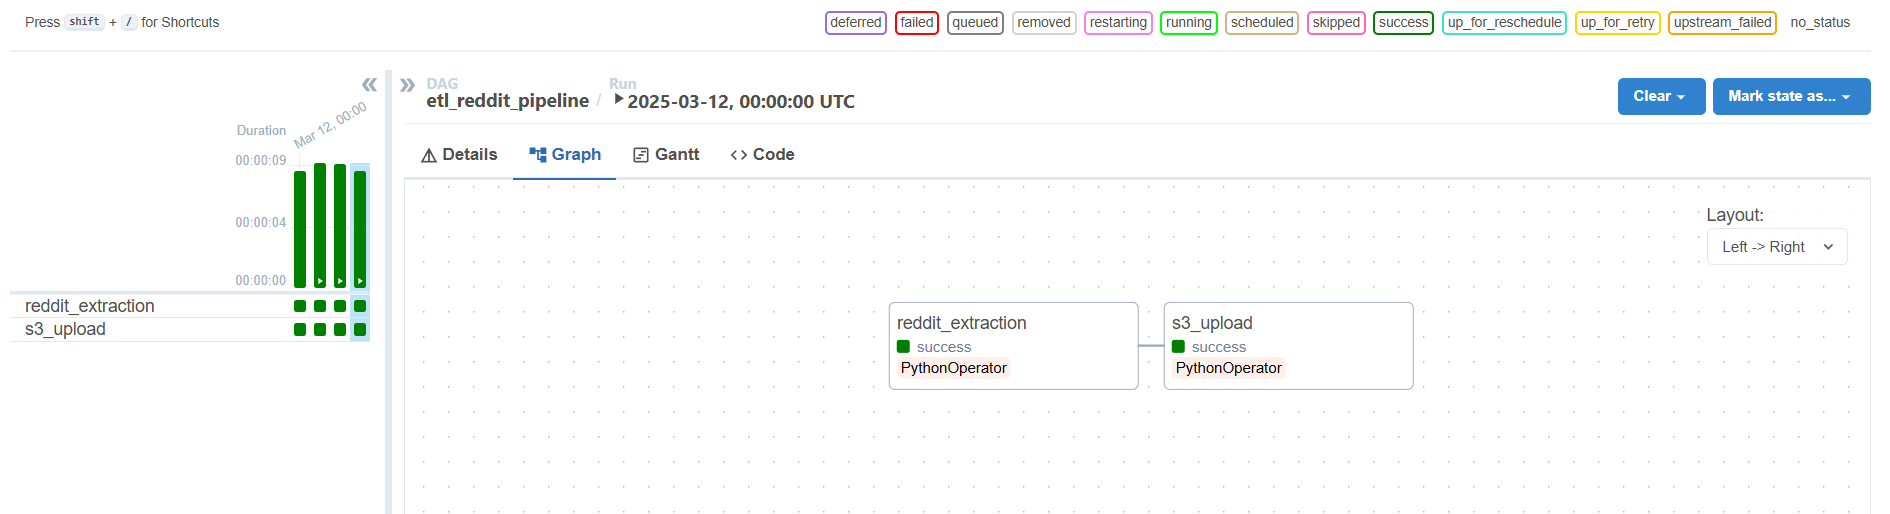 Press shift + / for Shortcuts
deferred failed queued removed restarting running scheduled skipped success up_for_reschedule up_for_retry upstream_failed no_status
Duration
Mar 12, 00:00
00:00:09
00:00:04
00:00:00
reddit_extraction
s3_upload
DAG
etl_reddit_pipeline
/
Run
2025-03-12, 00:00:00 UTC
Clear
Mark state as...
Details
Graph
Gantt
Code
Layout:
Left -> Right
reddit_extraction
success
PythonOperator
s3_upload
success
PythonOperator